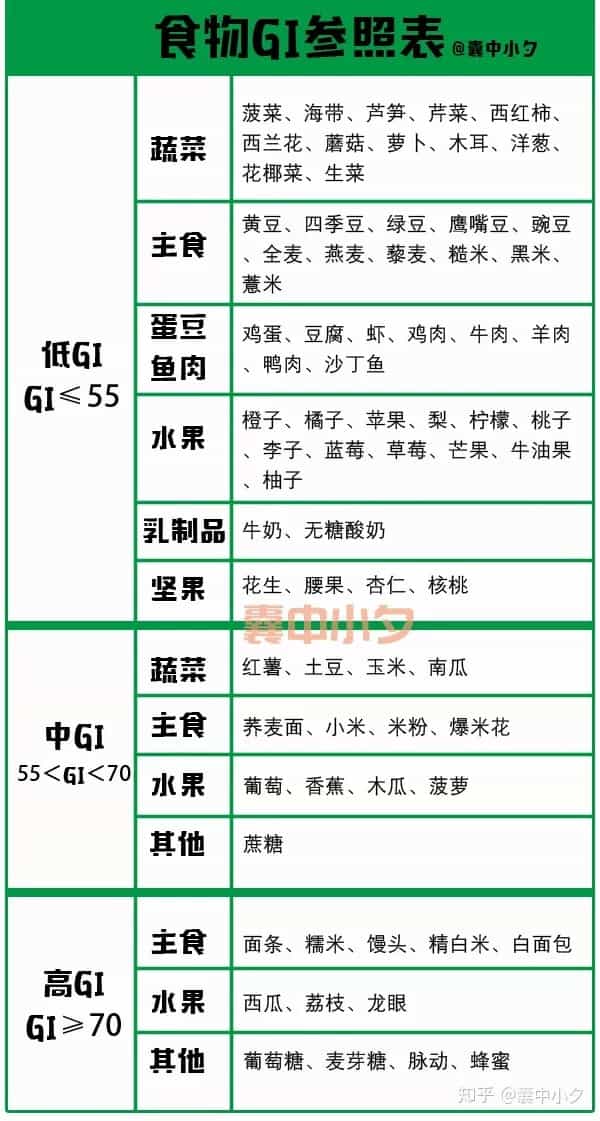 食物GI参照表 @囊中小夕
低GI
GI≤55
蔬菜
菠菜、海带、芦笋、芹菜、西红柿、
西兰花、蘑菇、萝卜、木耳、洋葱、
花椰菜、生菜
主食
黄豆、四季豆、绿豆、鹰嘴豆、豌豆
、全麦、燕麦、藜麦、糙米、黑米、
薏米
蛋豆
鱼肉
鸡蛋、豆腐、虾、鸡肉、牛肉、羊肉
、鸭肉、沙丁鱼
水果
橙子、橘子、苹果、梨、柠檬、桃子
、李子、蓝莓、草莓、芒果、牛油果
、柚子
乳制品
牛奶、无糖酸奶
坚果
花生、腰果、杏仁、核桃
囊中小夕
中GI
55<GI<70
蔬菜
红薯、土豆、玉米、南瓜
主食
荞麦面、小米、米粉、爆米花
水果
葡萄、香蕉、木瓜、菠萝
其他
蔗糖
高GI
GI≥70
主食
面条、糯米、馒头、精白米、白面包
水果
西瓜、荔枝、龙眼
其他
葡萄糖、麦芽糖、脉动、蜂蜜
知乎 @囊中小夕